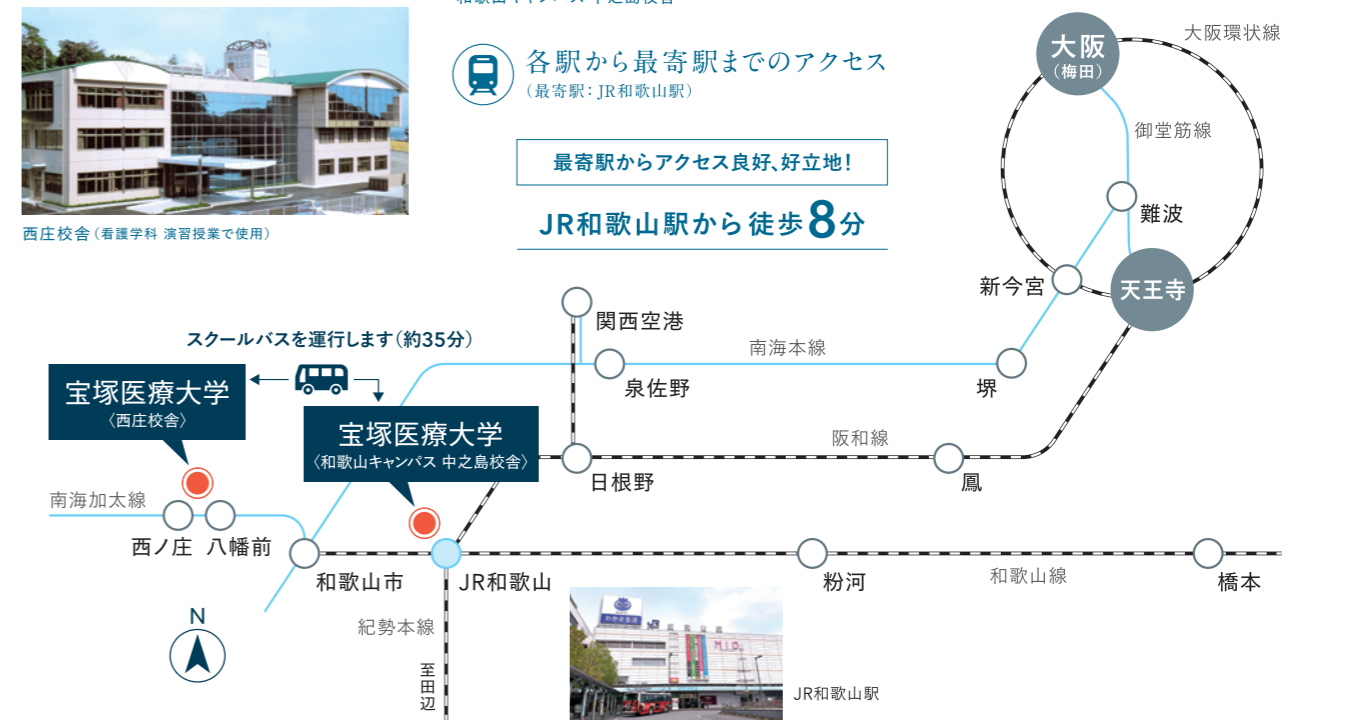 各駅から最寄駅までのアクセス
（最寄駅：JR和歌山駅）
最寄駅からアクセス良好、好立地！
JR和歌山駅から徒歩8分
西庄校舎（看護学科 演習授業で使用）
大阪環状線
大阪
（梅田）
御堂筋線
難波
新今宮
天王寺
関西空港
スクールバスを運行します（約35分）
南海本線
泉佐野
堺
宝塚医療大学
〈西庄校舎〉
宝塚医療大学
〈和歌山キャンパス 中之島校舎〉
阪和線
日根野
鳳
南海加太線
西ノ庄
八幡前
和歌山市
JR和歌山
粉河
和歌山線
橋本
N
紀勢本線
至田辺
M I O
JR和歌山駅